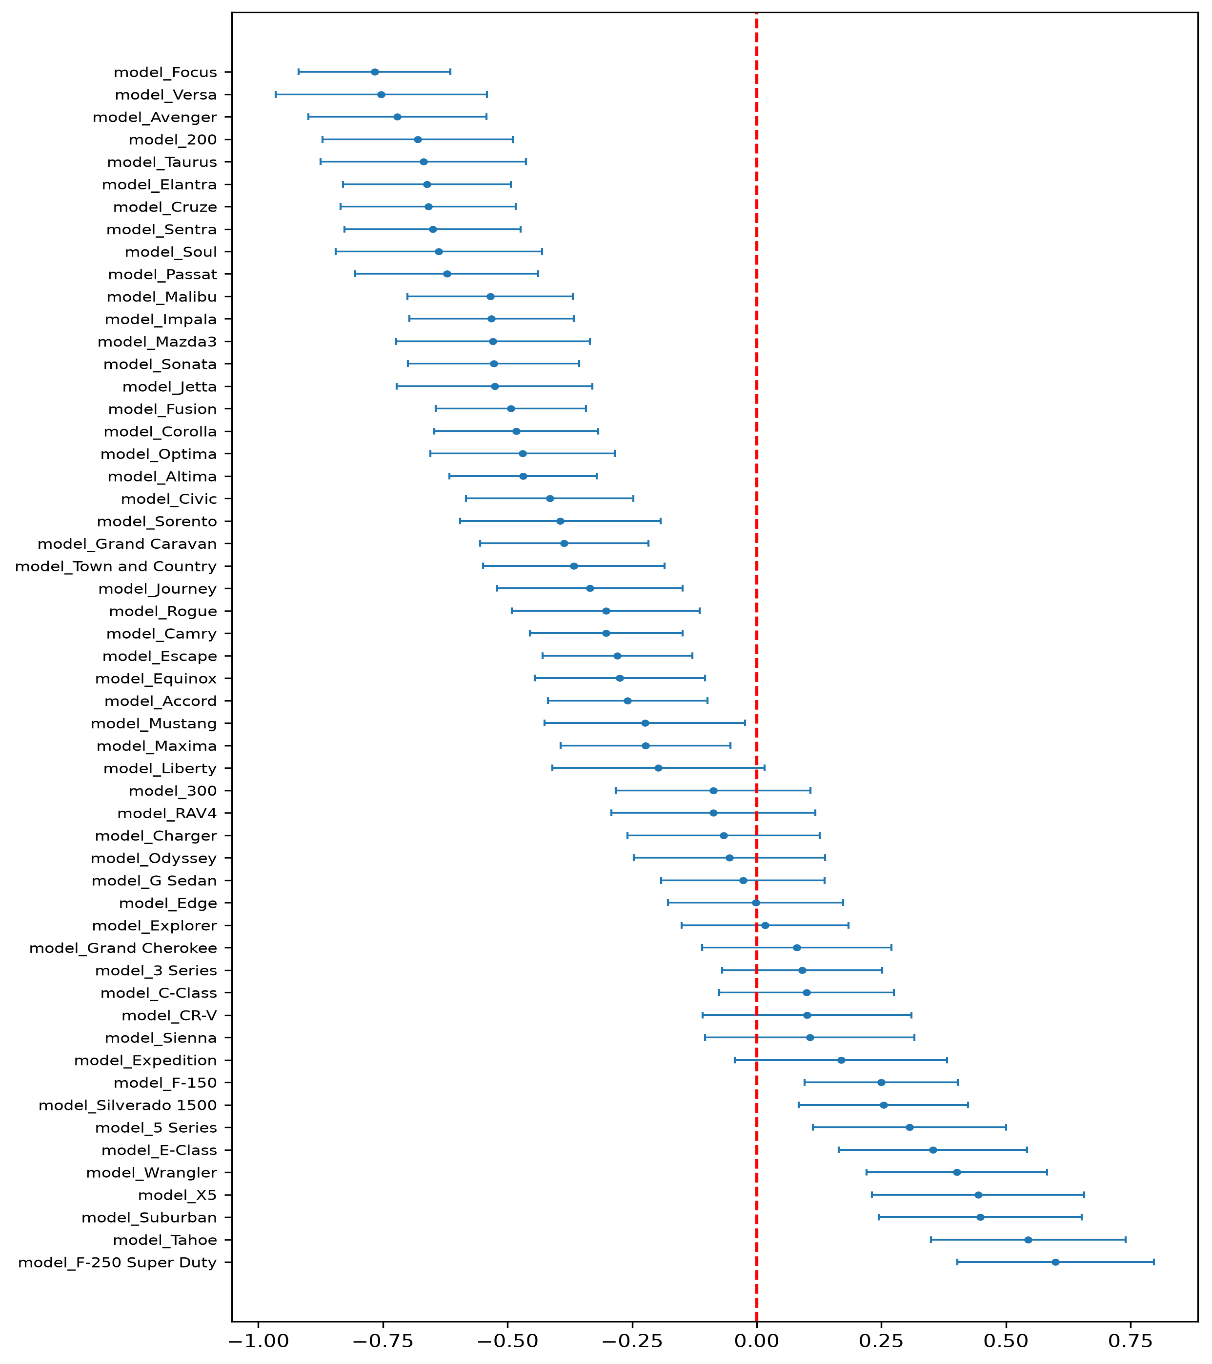 model_Focus
model_Versa
model_Avenger
model_200
model_Taurus
model_Elantra
model_Cruze
model_Sentra
model_Soul
model_Passat
model_Malibu
model_Impala
model_Mazda3
model_Sonata
model_Jetta
model_Fusion
model_Corolla
model_Optima
model_Altima
model_Civic
model_Sorento
model_Grand Caravan
model_Town and Country
model_Journey
model_Rogue
model_Camry
model_Escape
model_Equinox
model_Accord
model_Mustang
model_Maxima
model_Liberty
model_300
model_RAV4
model_Charger
model_Odyssey
model_G Sedan
model_Edge
model_Explorer
model_Grand Cherokee
model_3 Series
model_C-Class
model_CR-V
model_Sienna
model_Expedition
model_F-150
model_Silverado 1500
model_5 Series
model_E-Class
model_Wrangler
model_X5
model_Suburban
model_Tahoe
model_F-250 Super Duty
−1.00 −0.75 −0.50 −0.25 0.00 0.25 0.50 0.75